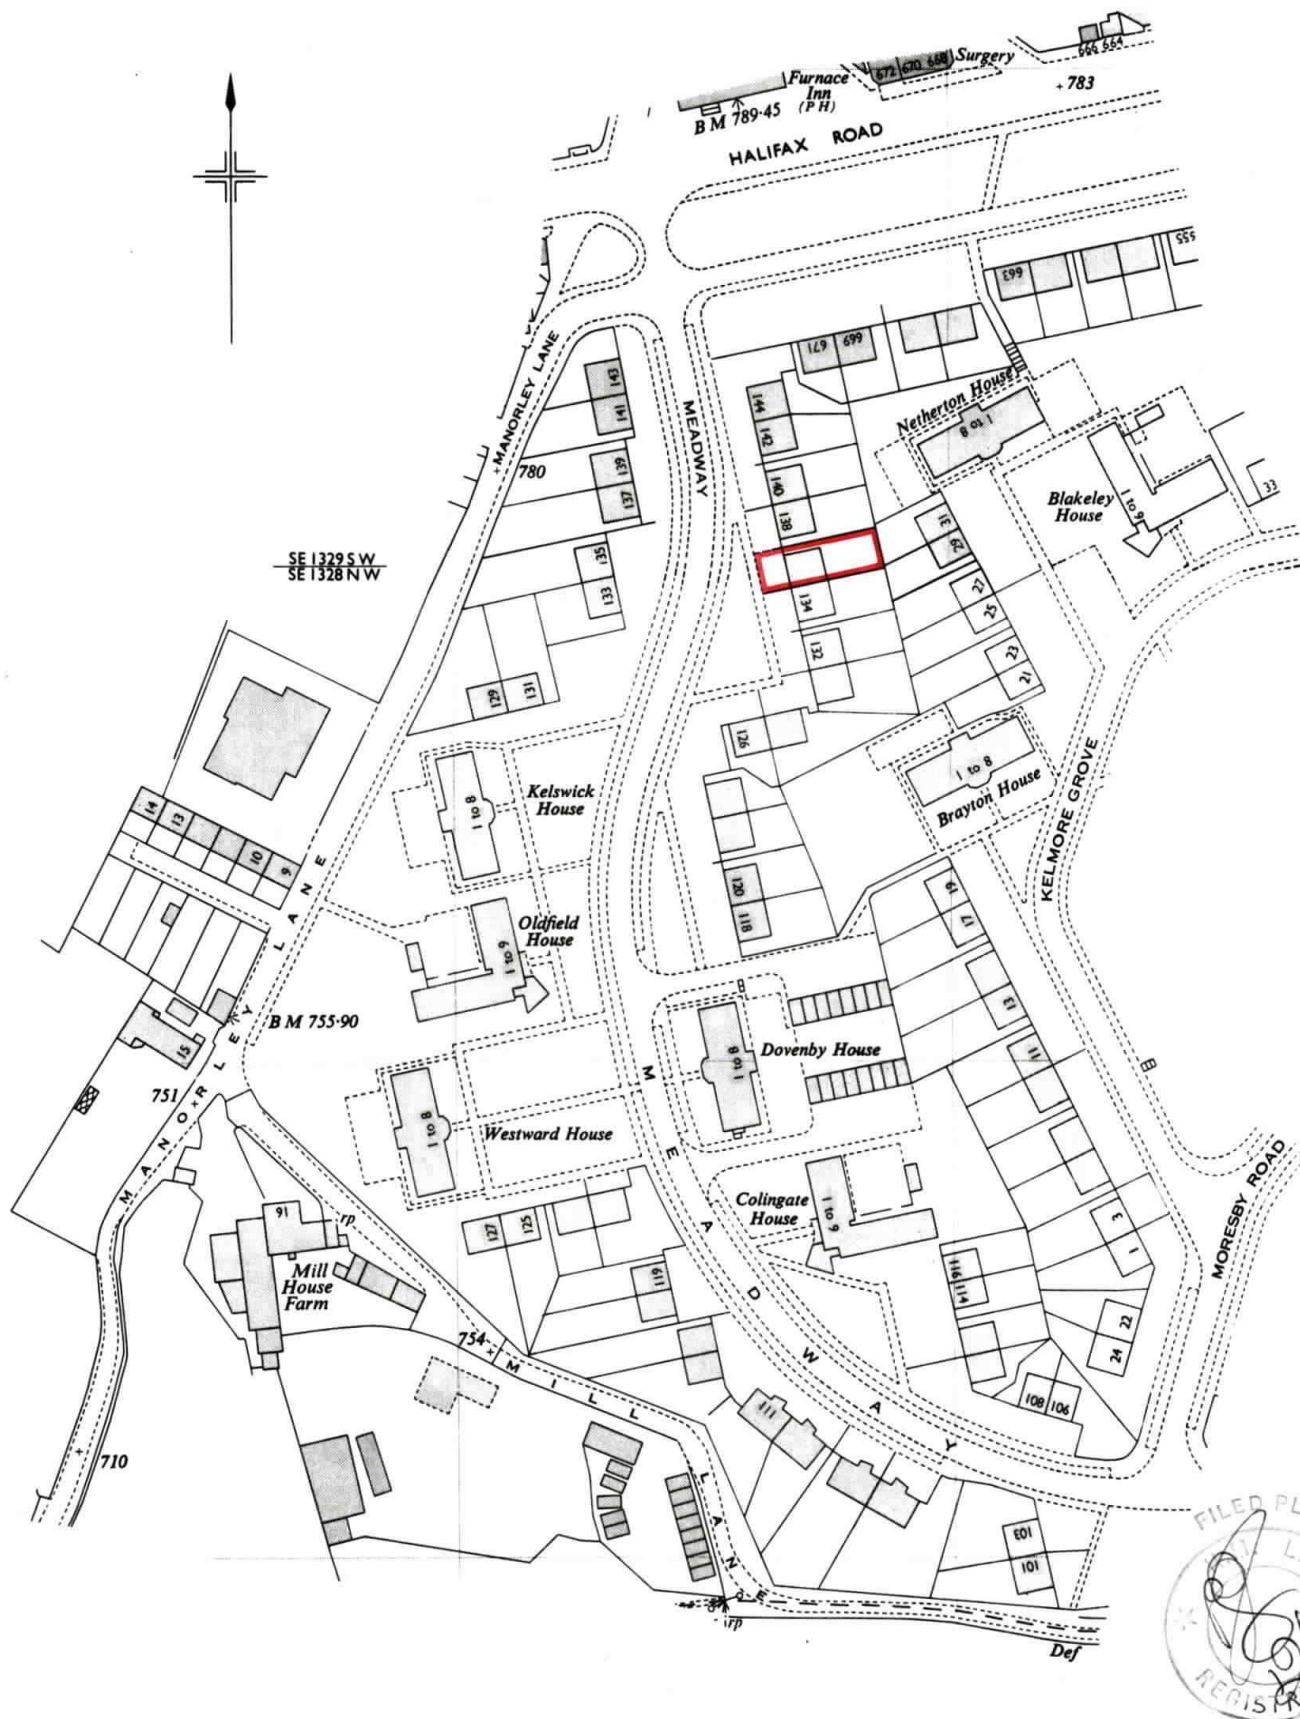 666 664
672 670 668
Surgery
Furnace
Inn
(P H)
+ 783
B M 789·45
HALIFAX ROAD
555
663
671 669
MANORLEY LANE
143
141
MEADWAY
144
142
Netherton House
1 to 8
780
139
137
140
138
Blakeley
House
1 to 9
33
31
29
SE 1329 S W
SE 1328 N W
135
133
134
27
25
132
23
21
129
131
126
1 to 8
Brayton House
Kelswick
House
1 to 8
KELMORE GROVE
14
13
10
9
MANORLEY LANE
120
118
19
17
Oldfield
House
1 to 9
13
B M 755·90
15
Dovenby House
1 to 8
11
751
MEADWAY
Westward House
1 to 8
Colingate
House
1 to 9
MORESBY ROAD
3
1
16
rp
127
125
Mill
House
Farm
119
116
114
22
24
754
MILL LANE
108 106
111
710
103
101
rp
Def
FILED PL
REGISTR